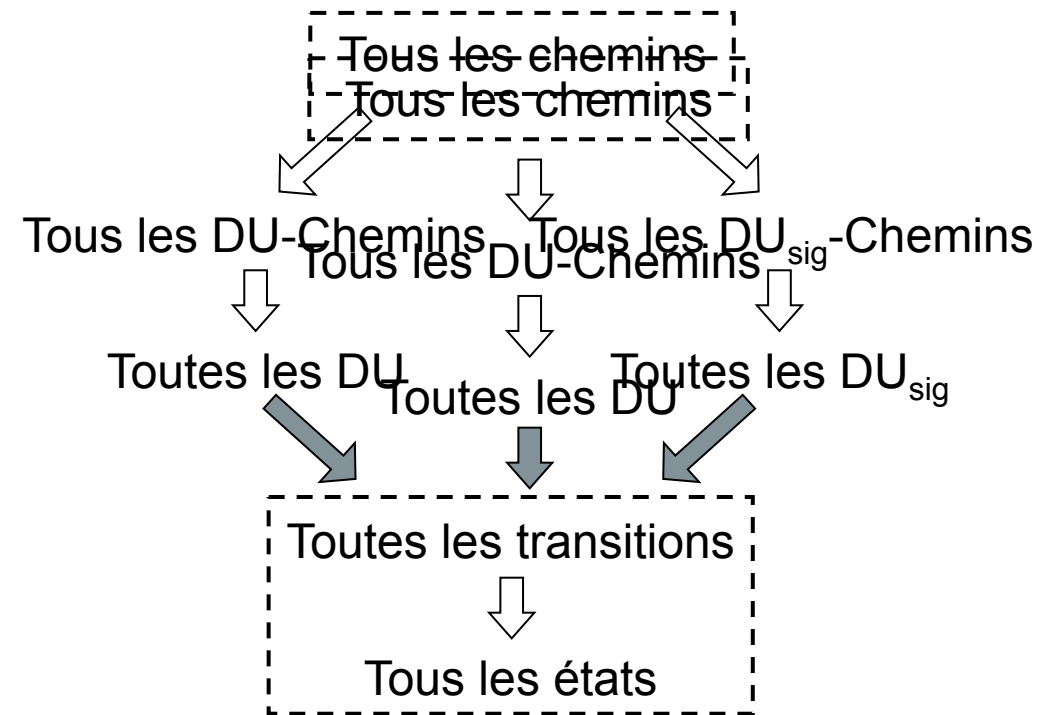 Tous les chemins
Tous les chemins
Tous les DU-Chemins
Tous les DUsig-Chemins
Tous les DU-Chemins
Toutes les DU
Toutes les DUsig
Toutes les DU
Toutes les transitions
Tous les états